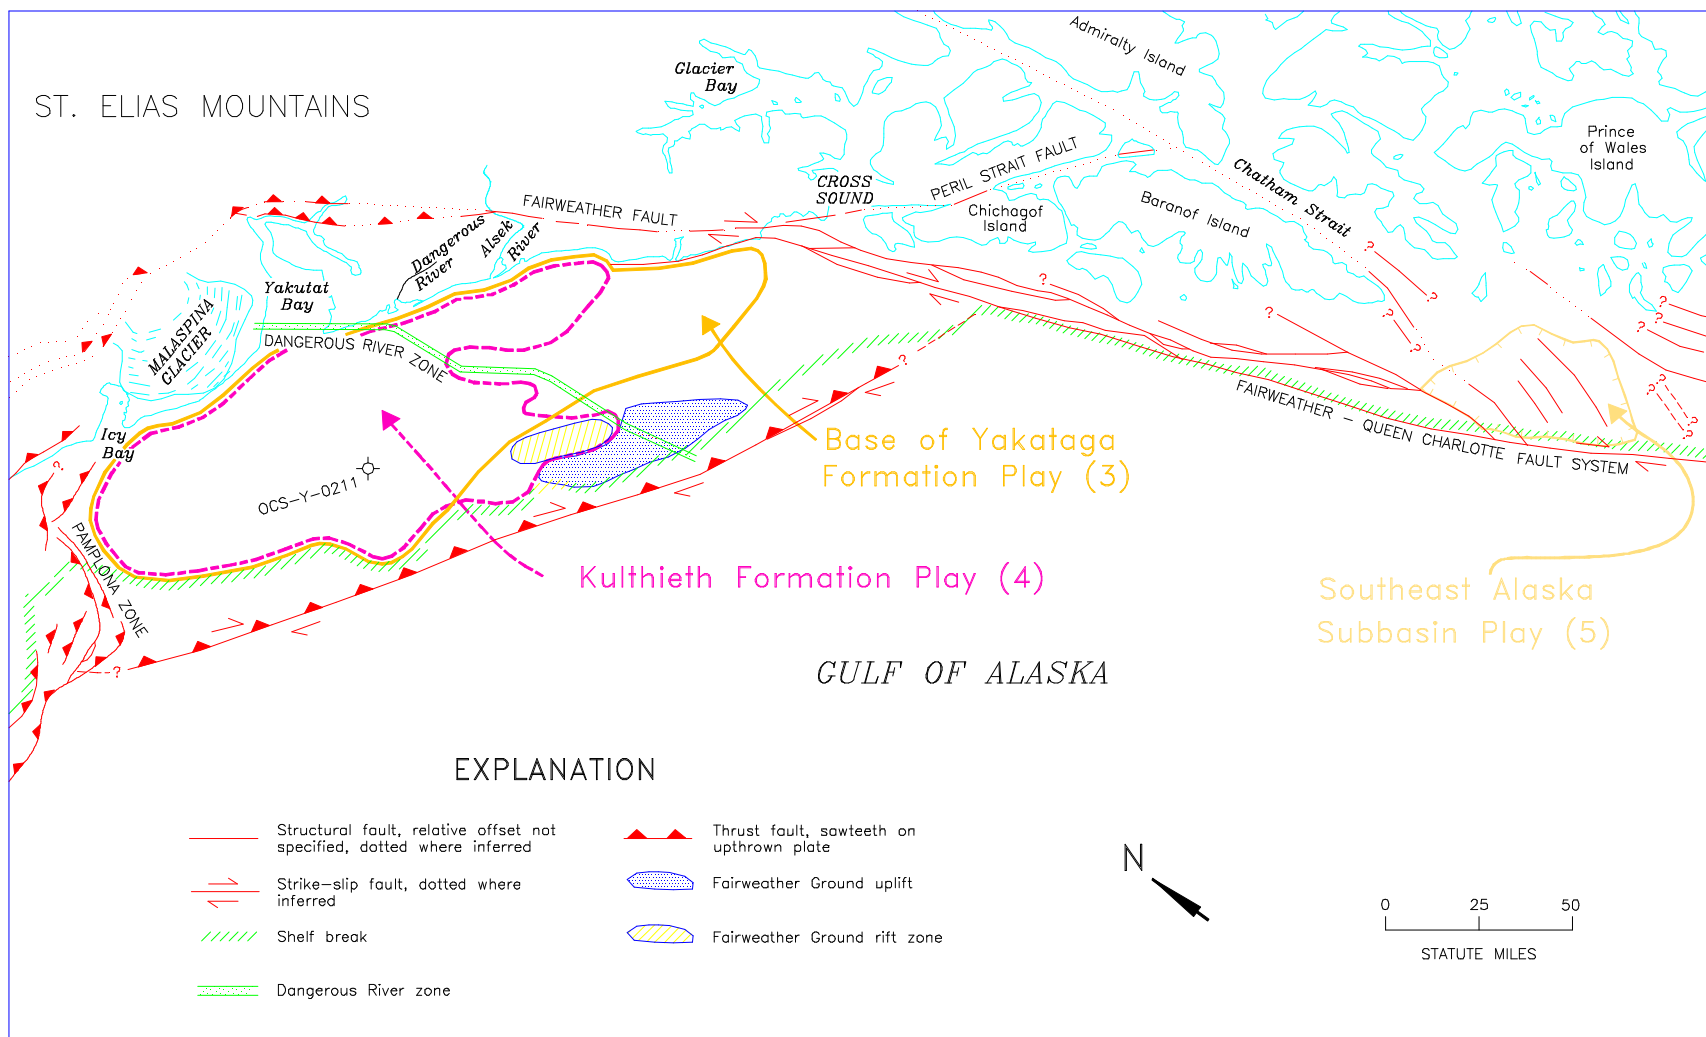 Admiralty Island
Glacier
Bay
ST. ELIAS MOUNTAINS
Prince
of Wales
Island
PERIL STRAIT FAULT
Chatham Strait
CROSS
SOUND
FAIRWEATHER FAULT
Chichagof
Island
Baranof Island
Dangerous
River
Alsek
River
Yakutat
Bay
MALASPINA
GLACIER
DANGEROUS RIVER ZONE
?
?
?
?
?
?
?
?
?
?
?
?
?
?
FAIRWEATHER – QUEEN CHARLOTTE FAULT SYSTEM
Icy
Bay
?
OCS-Y-0211
Base of Yakataga
Formation Play (3)
PAMPLONA ZONE
Kulthieth Formation Play (4)
Southeast Alaska
Subbasin Play (5)
?
GULF OF ALASKA
EXPLANATION
Structural fault, relative offset not
specified, dotted where inferred
Strike-slip fault, dotted where
inferred
Shelf break
Dangerous River zone
Thrust fault, sawteeth on
upthrown plate
Fairweather Ground uplift
Fairweather Ground rift zone
N
0 25 50
STATUTE MILES